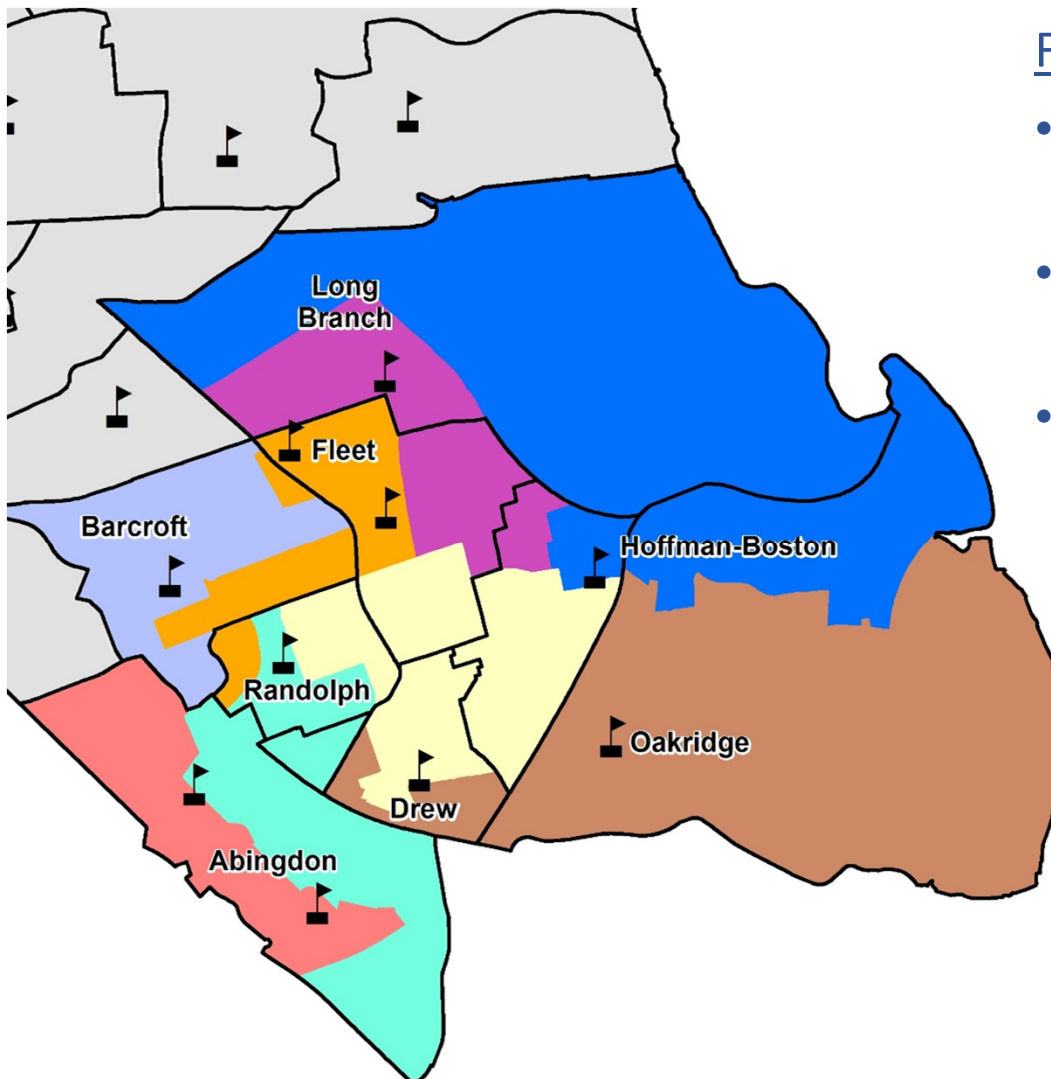 Long
Branch
Fleet
Barcroft
Hoffman-Boston
Randolph
Oakridge
Drew
Abingdon